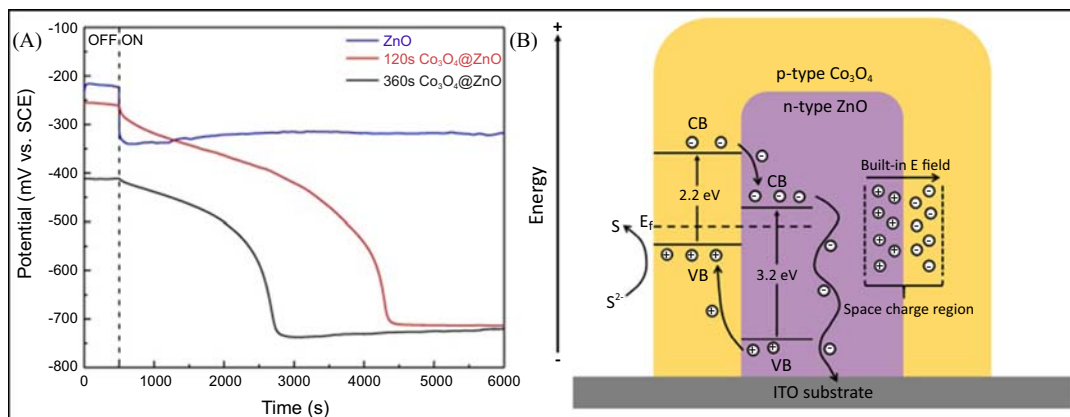 (A)
-100
-200
-300
-400
-500
-600
-700
-800
Potential (mV vs. SCE)
OFF ON
ZnO
120s Co₃O₄@ZnO
360s Co₃O₄@ZnO
0 1000 2000 3000 4000 5000 6000
Time (s)
(B)
+
Energy
-
p-type Co₃O₄
n-type ZnO
CB
CB
Built-in E field
2.2 eV
S
E_f
VB
3.2 eV
S²⁻
Space charge region
VB
ITO substrate